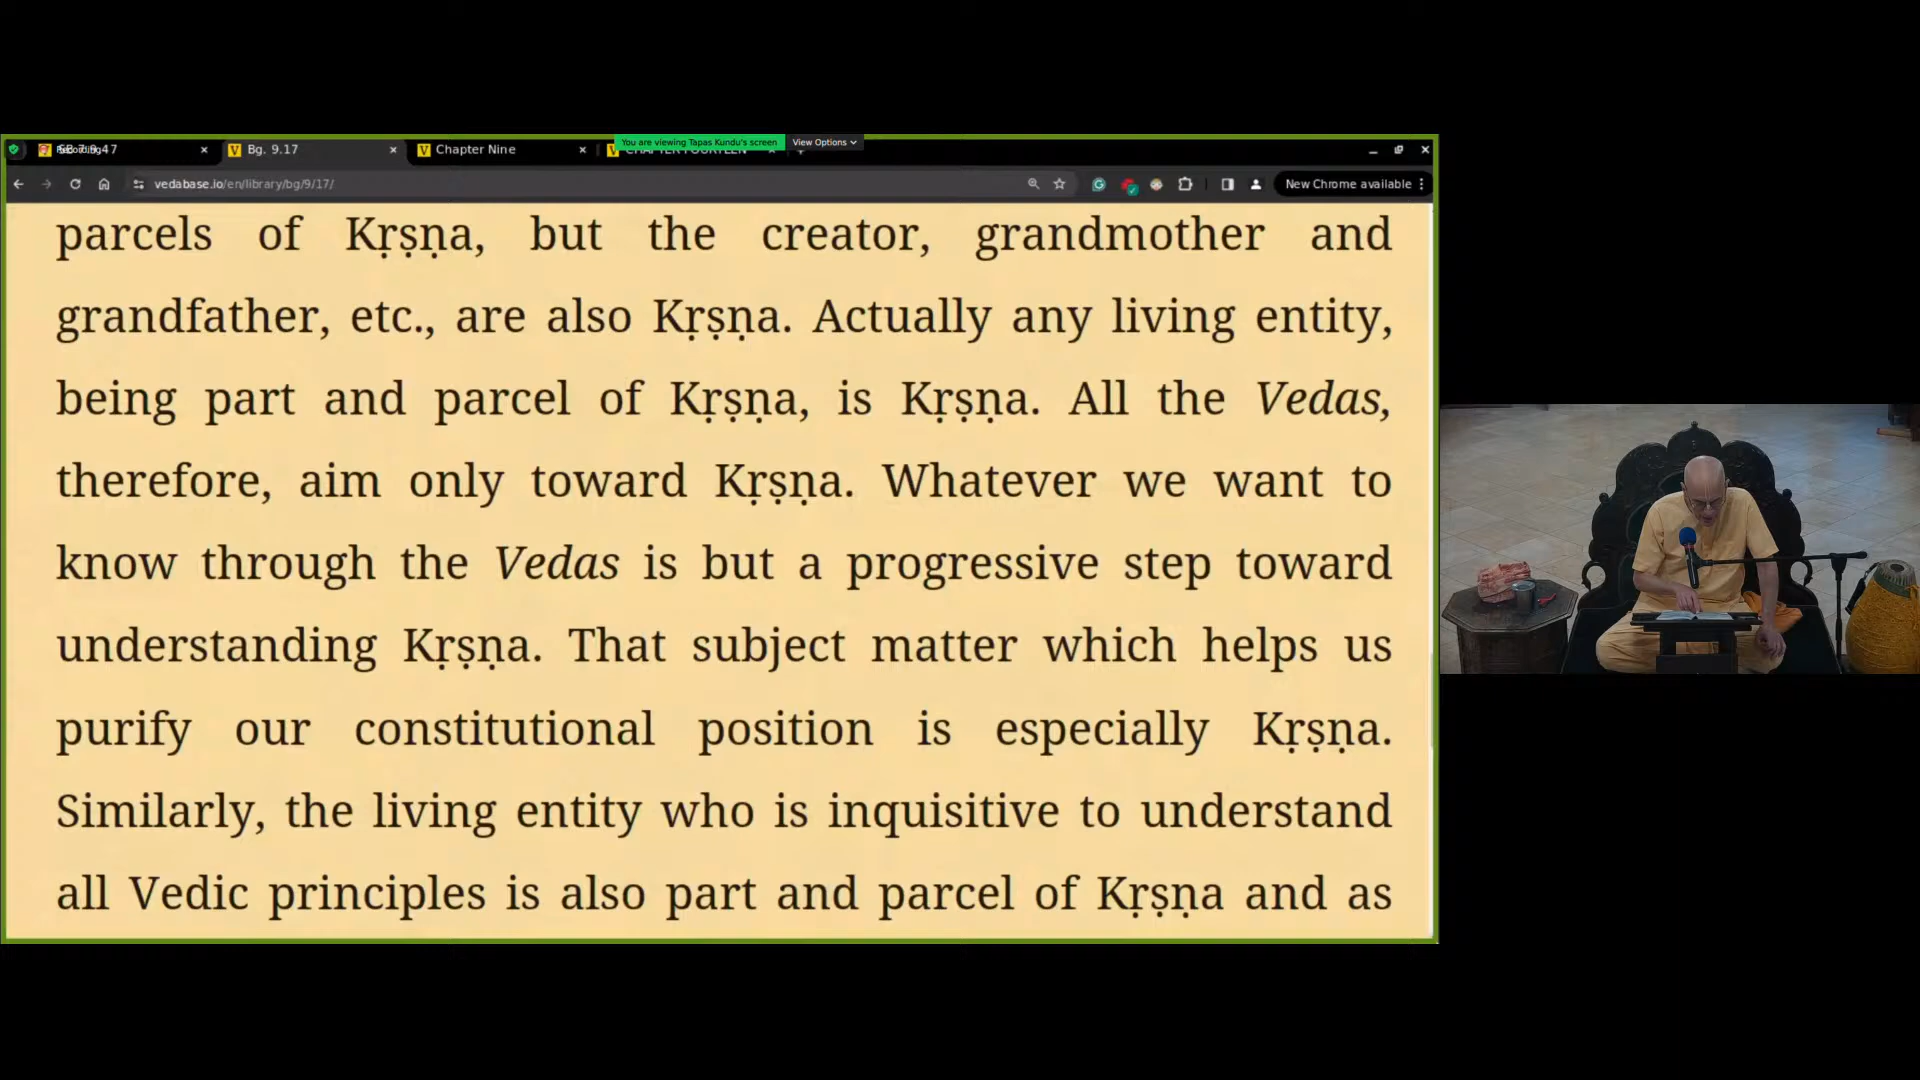 You are viewing Tapas Kundu's screen
View Options
Bg. 9.17
Chapter Nine
vedabase.io/en/library/bg/9/17/
New Chrome available
parcels of Kṛṣṇa, but the creator, grandmother and
grandfather, etc., are also Kṛṣṇa. Actually any living entity,
being part and parcel of Kṛṣṇa, is Kṛṣṇa. All the Vedas,
therefore, aim only toward Kṛṣṇa. Whatever we want to
know through the Vedas is but a progressive step toward
understanding Kṛṣṇa. That subject matter which helps us
purify our constitutional position is especially Kṛṣṇa.
Similarly, the living entity who is inquisitive to understand
all Vedic principles is also part and parcel of Kṛṣṇa and as